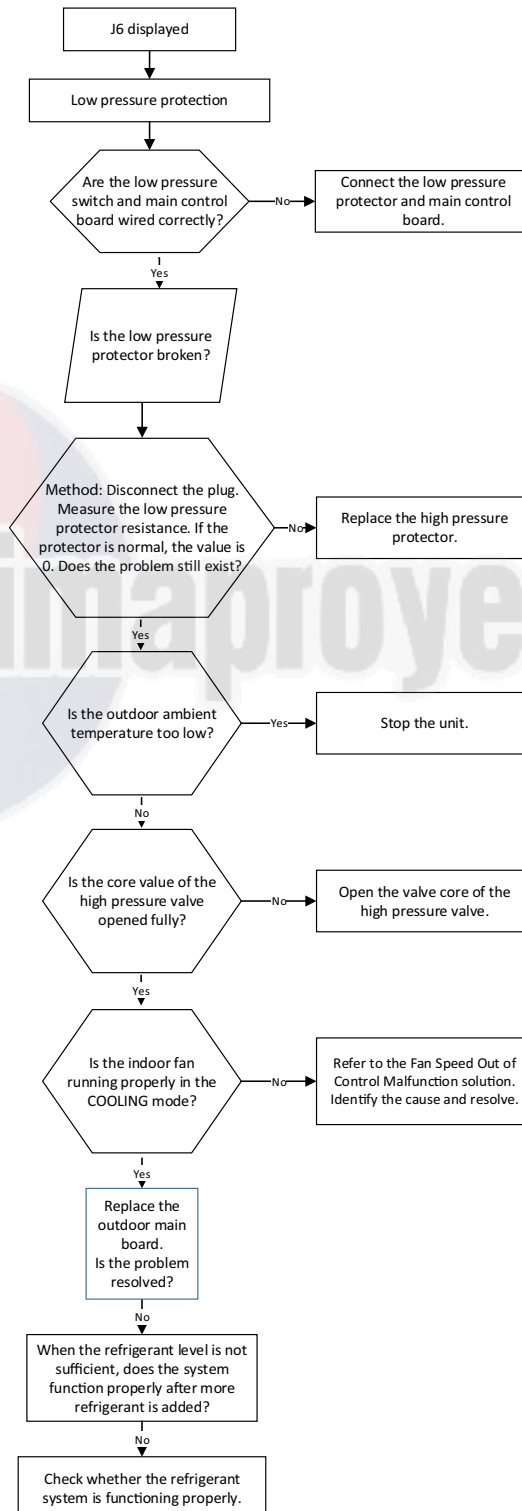 J6 displayed
Low pressure protection
Are the low pressure
switch and main control
board wired correctly?
No
Connect the low pressure
protector and main control
board.
Yes
Is the low pressure
protector broken?
Method: Disconnect the plug.
Measure the low pressure
protector resistance. If the
protector is normal, the value is
0. Does the problem still exist?
No
Replace the high pressure
protector.
Yes
Is the outdoor ambient
temperature too low?
Yes
Stop the unit.
No
Is the core value of the
high pressure valve
opened fully?
No
Open the valve core of the
high pressure valve.
Yes
Is the indoor fan
running properly in the
COOLING mode?
No
Refer to the Fan Speed Out of
Control Malfunction solution.
Identify the cause and resolve.
Yes
Replace the
outdoor main
board.
Is the problem
resolved?
No
When the refrigerant level is not
sufficient, does the system
function properly after more
refrigerant is added?
No
Check whether the refrigerant
system is functioning properly.